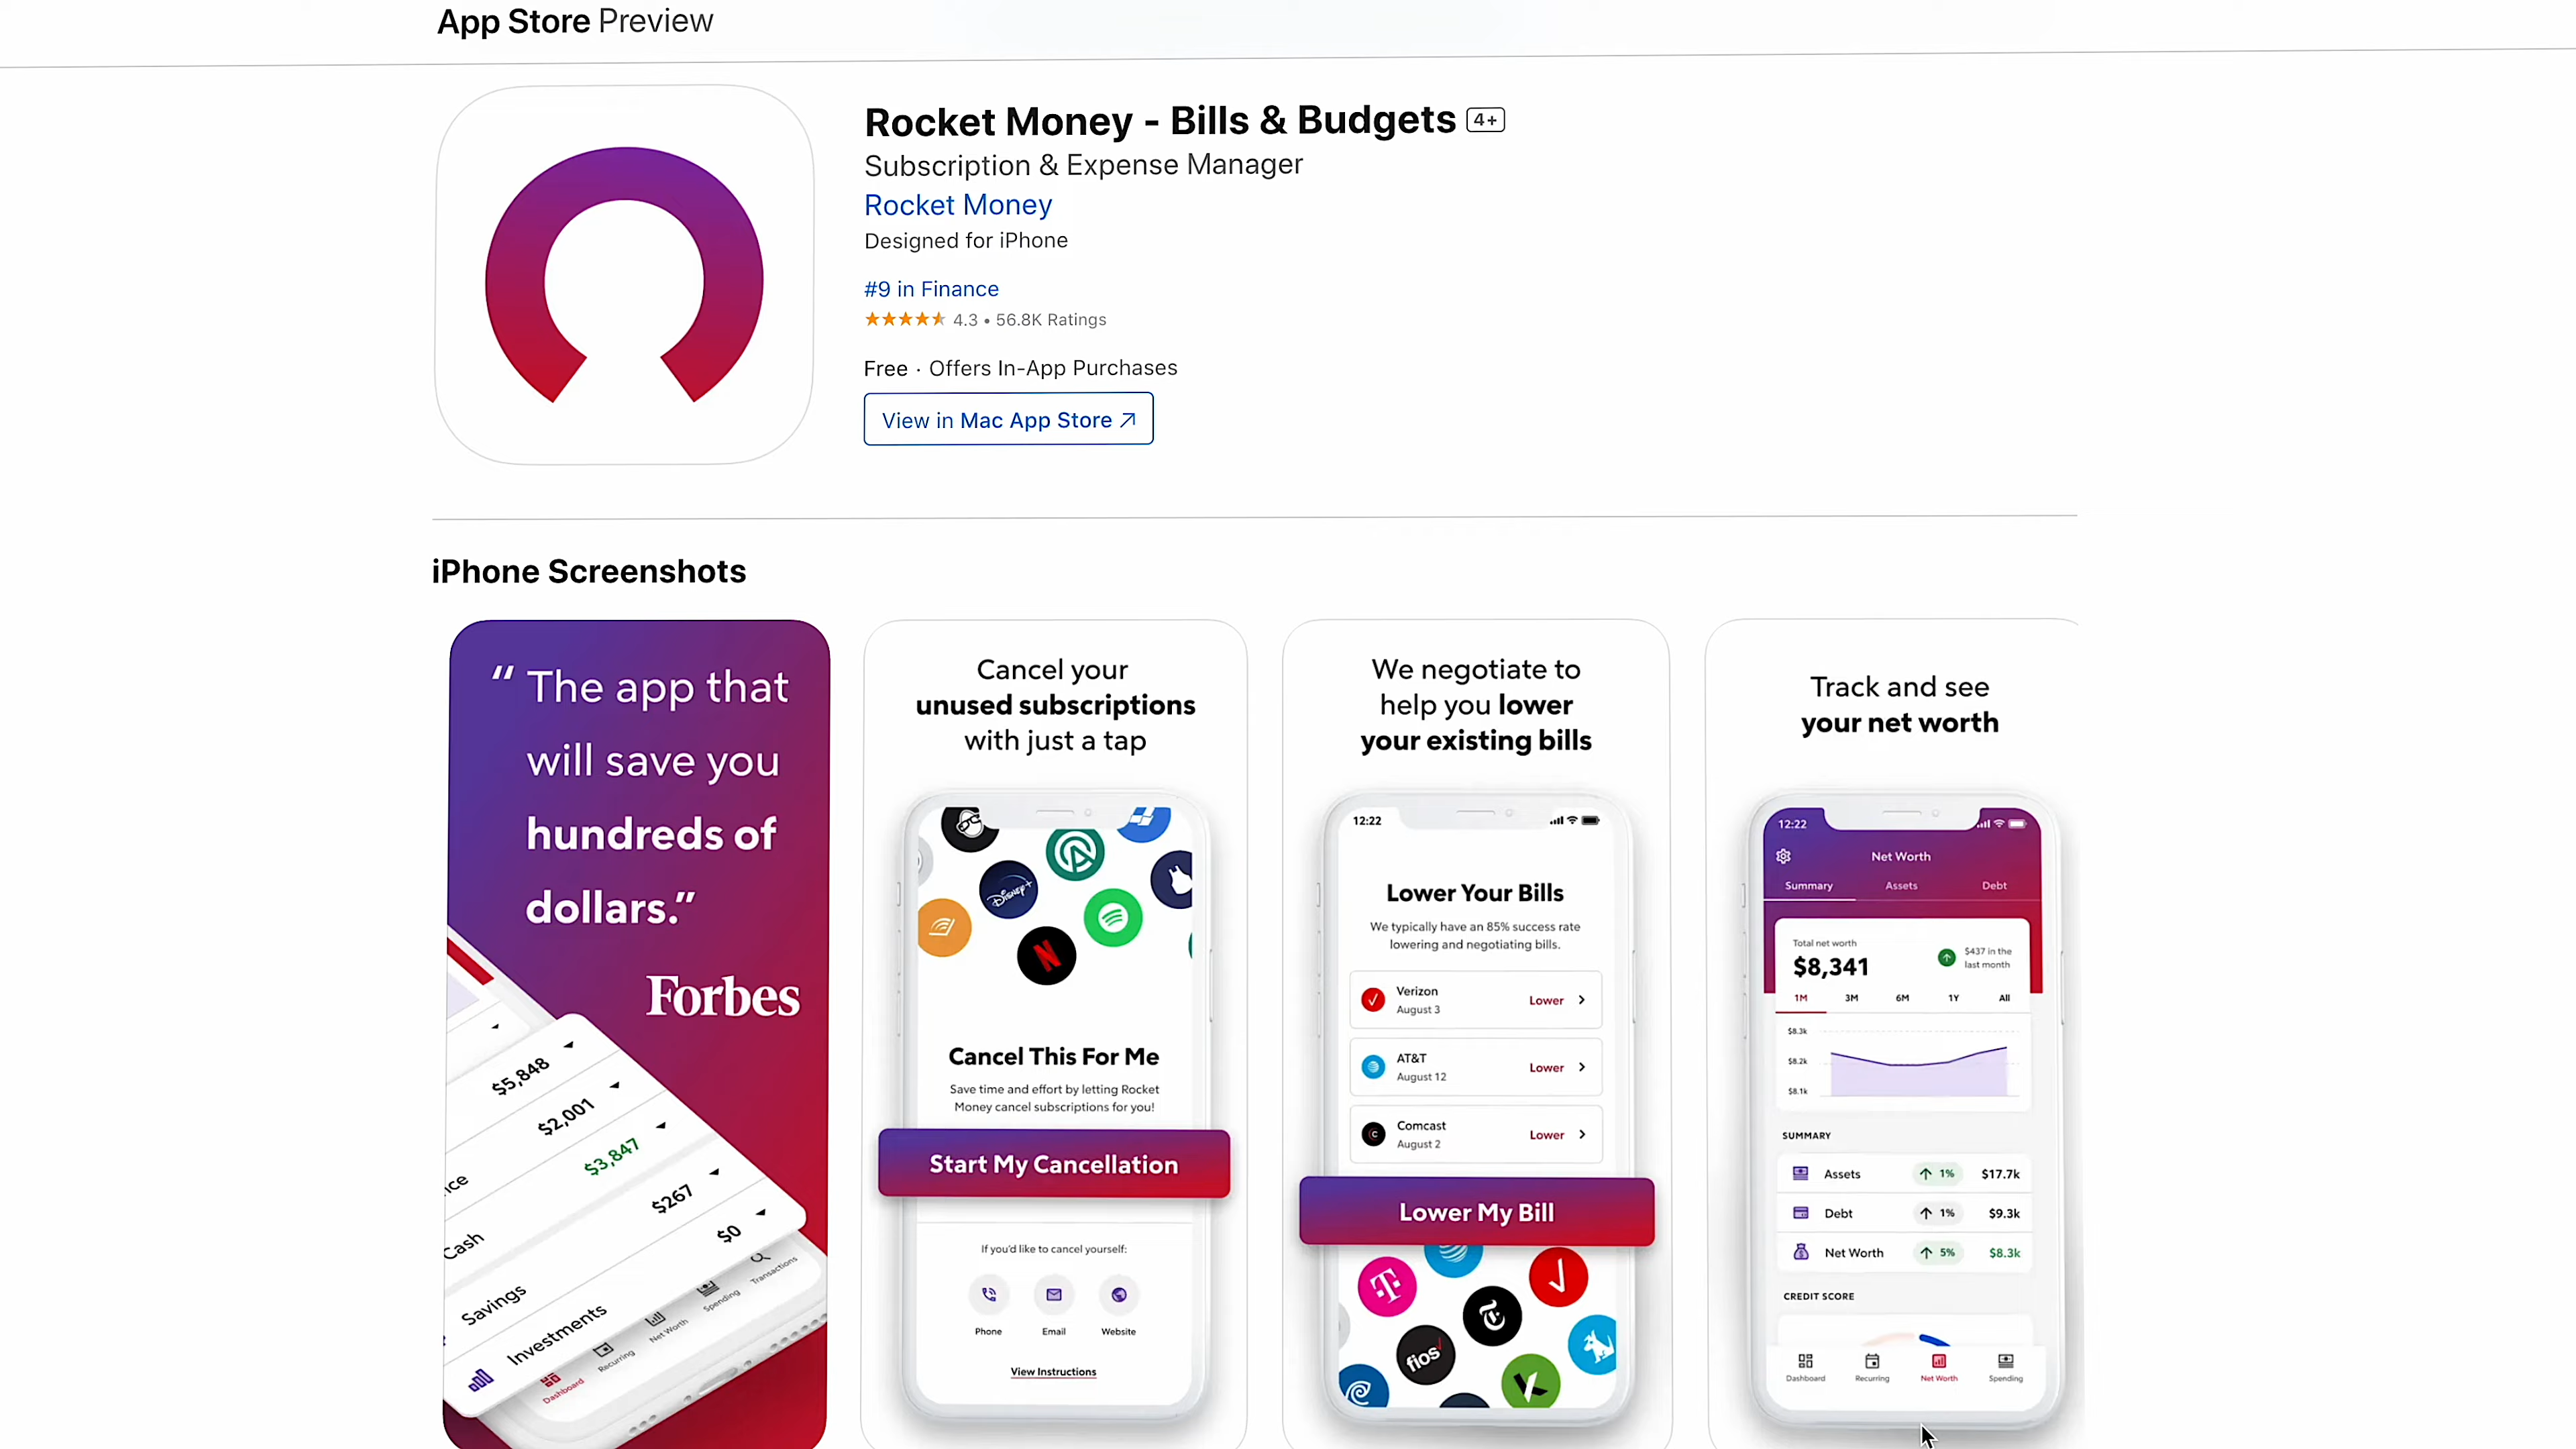 App Store Preview
Rocket Money - Bills & Budgets 4+
Subscription & Expense Manager
Rocket Money
Designed for iPhone
#9 in Finance
4.3 • 56.8K Ratings
Free · Offers In-App Purchases
View in Mac App Store
iPhone Screenshots
“ The app that
will save you
hundreds of
dollars.”
Forbes
$5,848
$2,001
$3,847
Cash
$267
Savings
$0
Investments
Dashboard
Recurring
Net Worth
Spending
Transactions
Cancel your
unused subscriptions
with just a tap
Disney+
N
Cancel This For Me
Save time and effort by letting Rocket
Money cancel subscriptions for you!
Start My Cancellation
If you'd like to cancel yourself:
Phone Email Website
View Instructions
We negotiate to
help you lower
your existing bills
12:22
Lower Your Bills
We typically have an 85% success rate
lowering and negotiating bills.
Verizon
August 3
Lower
AT&T
August 12
Lower
Comcast
August 2
Lower
Lower My Bill
T
fios
Track and see
your net worth
12:22
Net Worth
Summary Assets Debt
Total net worth
$8,341
$437 in the
last month
1M 3M 6M 1Y All
$8.3k
$8.2k
$8.1k
SUMMARY
Assets 1% $17.7k
Debt 1% $9.3k
Net Worth 5% $8.3k
CREDIT SCORE
Dashboard Recurring Net Worth Spending